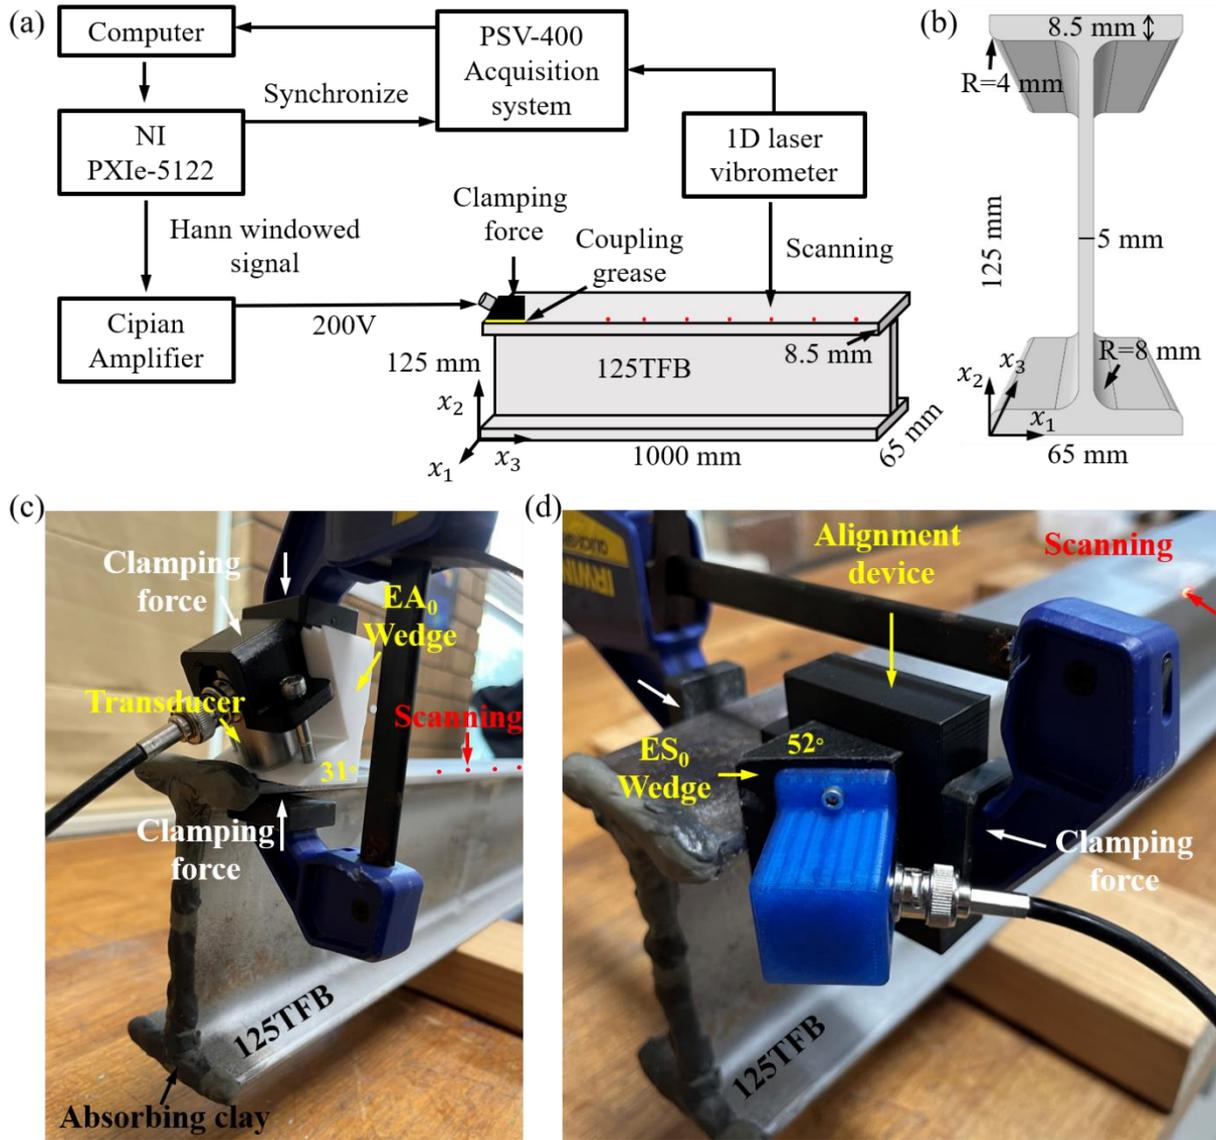 (a)
Computer
NI
PXIe-5122
Synchronize
PSV-400
Acquisition
system
1D laser
vibrometer
Hann windowed
signal
Cipian
Amplifier
200V
Clamping
force
Coupling
grease
Scanning
125 mm
125TFB
8.5 mm
x₂
x₁
x₃
1000 mm
65 mm
(b)
8.5 mm
R=4 mm
125 mm
5 mm
R=8 mm
x₂
x₃
x₁
65 mm
(c)
Clamping
force
EA₀
Wedge
Transducer
Scanning
31°
Clamping
force
125TFB
Absorbing clay
(d)
IRWIN
QUICK-GRIP
Alignment
device
Scanning
52°
ES₀
Wedge
Clamping
force
125TFB